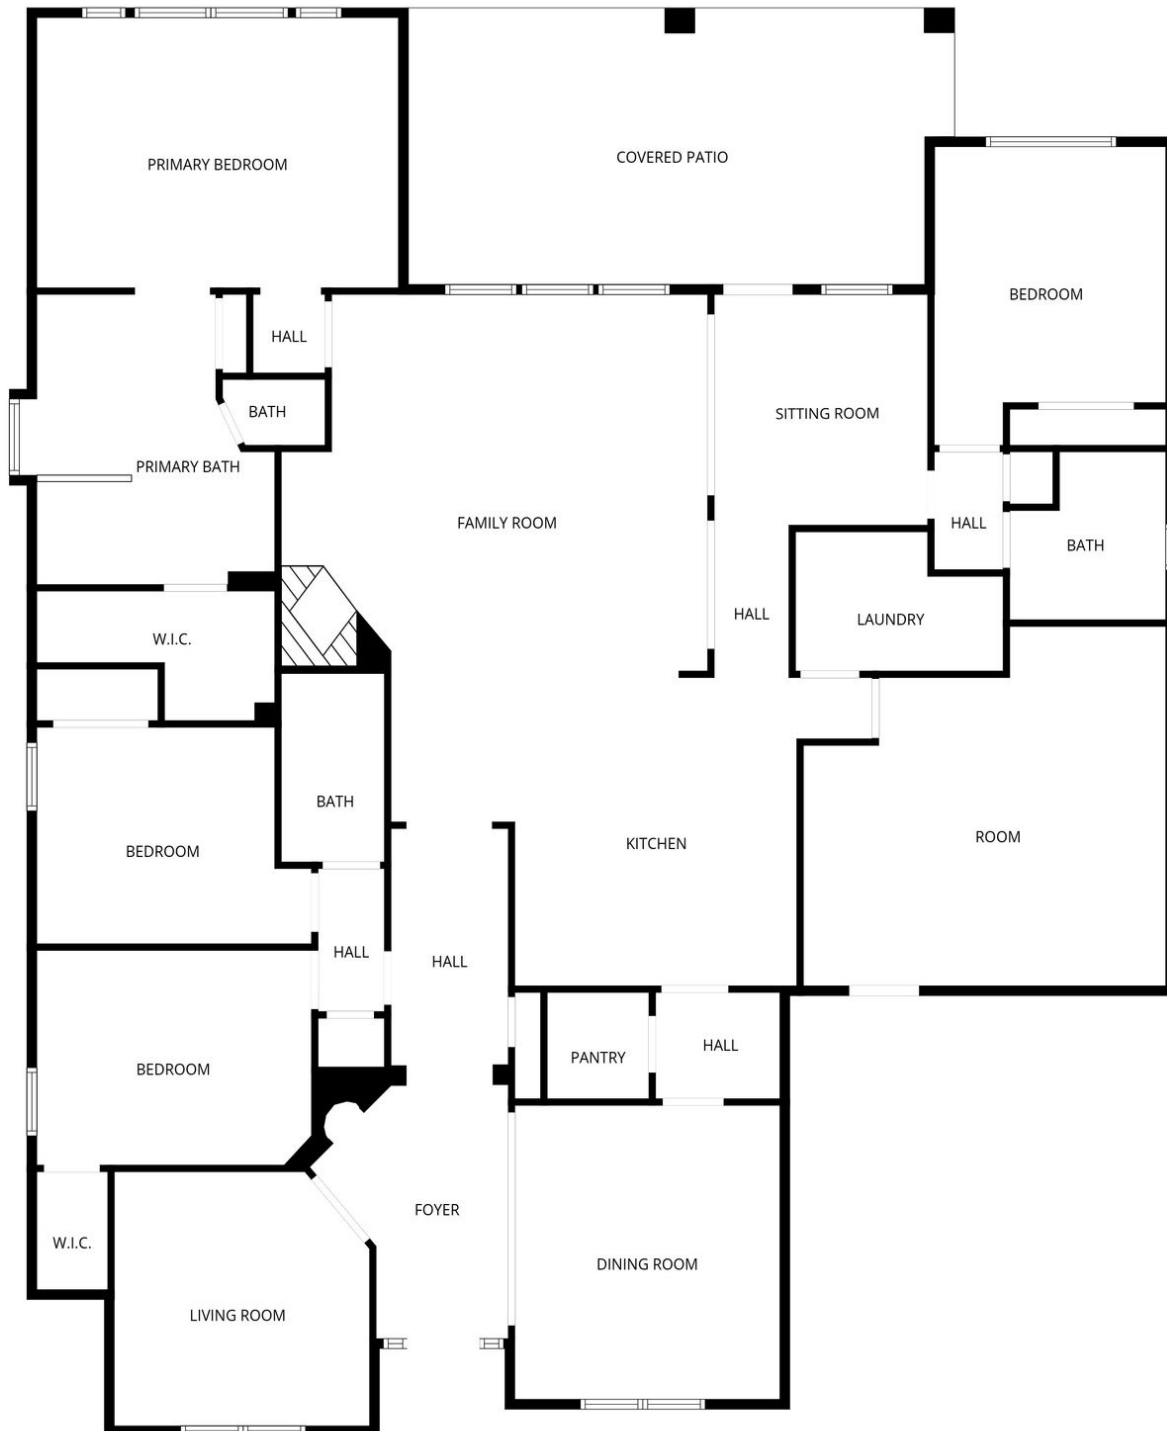 COVERED PATIO
PRIMARY BEDROOM
BEDROOM
HALL
BATH
SITTING ROOM
PRIMARY BATH
FAMILY ROOM
HALL
BATH
HALL
LAUNDRY
W.I.C.
BATH
ROOM
KITCHEN
BEDROOM
HALL
HALL
HALL
PANTRY
BEDROOM
FOYER
W.I.C.
DINING ROOM
LIVING ROOM